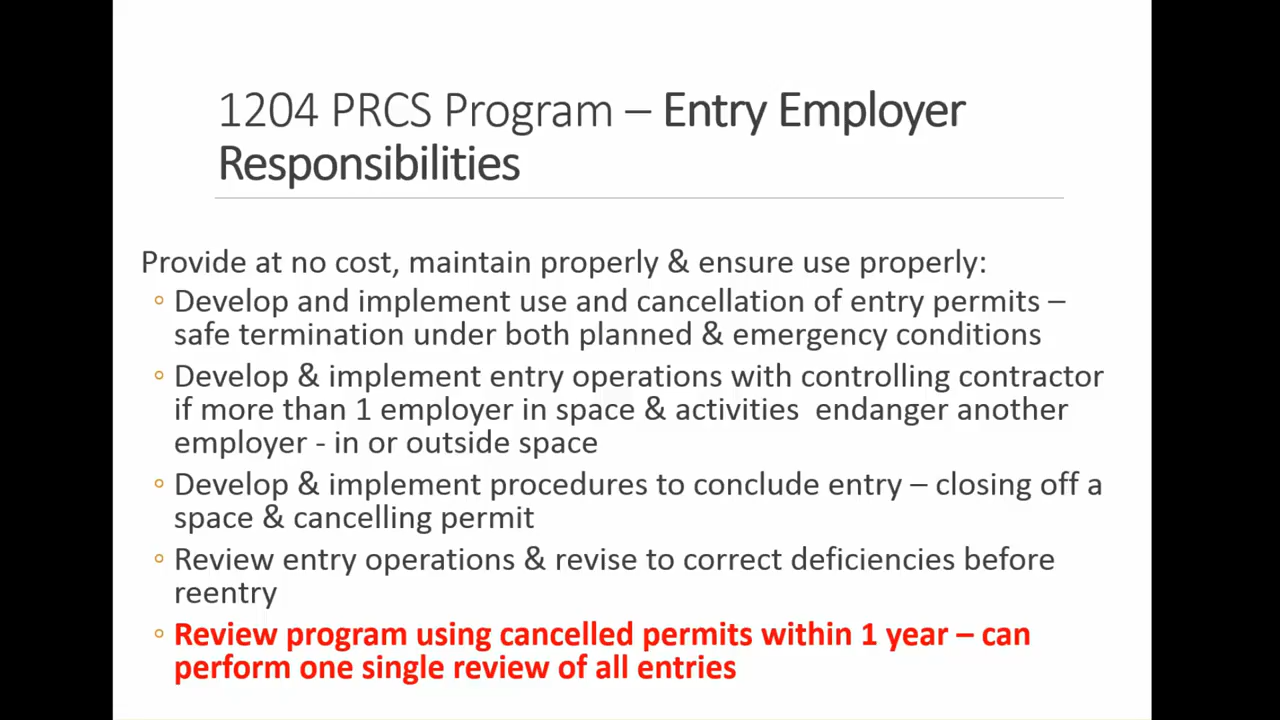 1204 PRCS Program – Entry Employer
Responsibilities
Provide at no cost, maintain properly & ensure use properly:
◦ Develop and implement use and cancellation of entry permits –
safe termination under both planned & emergency conditions
◦ Develop & implement entry operations with controlling contractor
if more than 1 employer in space & activities  endanger another
employer - in or outside space
◦ Develop & implement procedures to conclude entry – closing off a
space & cancelling permit
◦ Review entry operations & revise to correct deficiencies before
reentry
◦ Review program using cancelled permits within 1 year – can
perform one single review of all entries